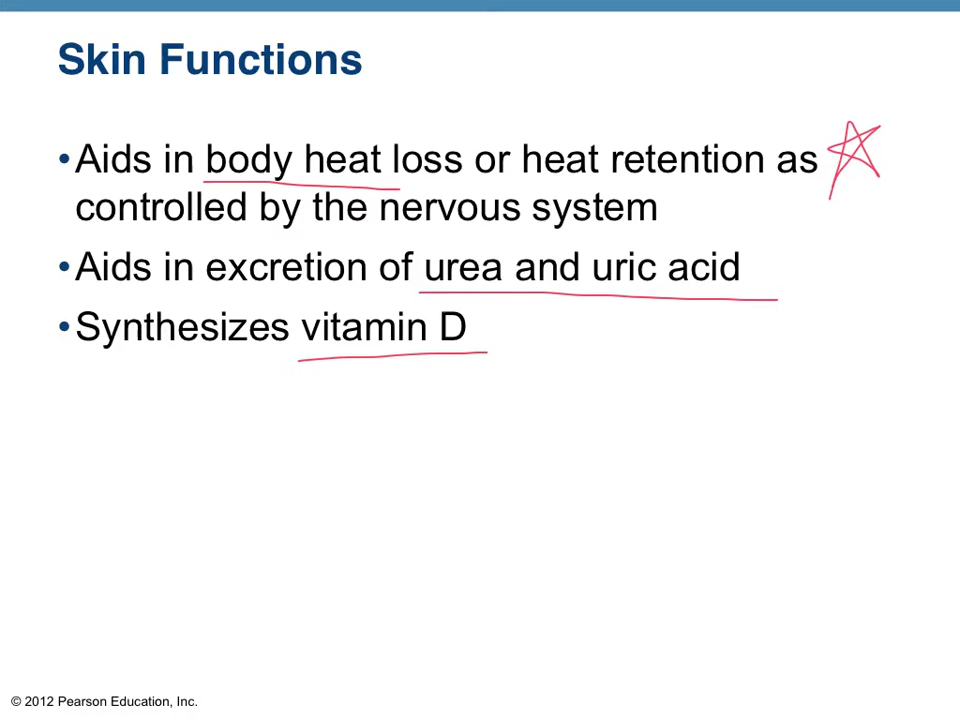 Skin Functions
•Aids in body heat loss or heat retention as
controlled by the nervous system
•Aids in excretion of urea and uric acid
•Synthesizes vitamin D
© 2012 Pearson Education, Inc.